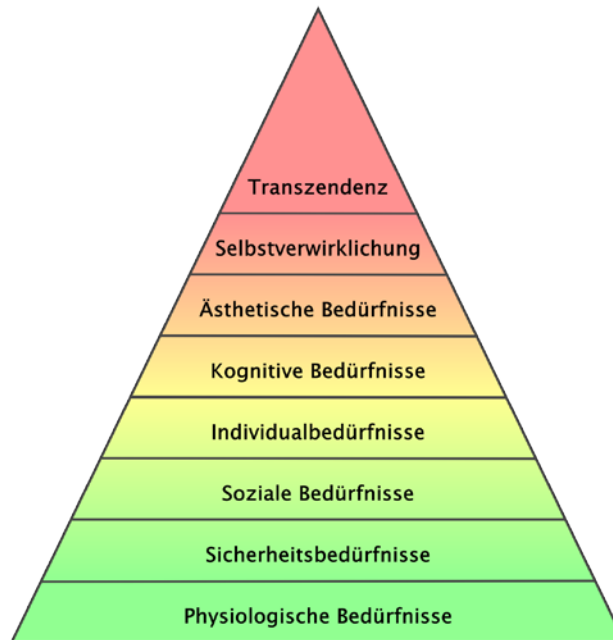 Transzendenz
Selbstverwirklichung
Ästhetische Bedürfnisse
Kognitive Bedürfnisse
Individualbedürfnisse
Soziale Bedürfnisse
Sicherheitsbedürfnisse
Physiologische Bedürfnisse